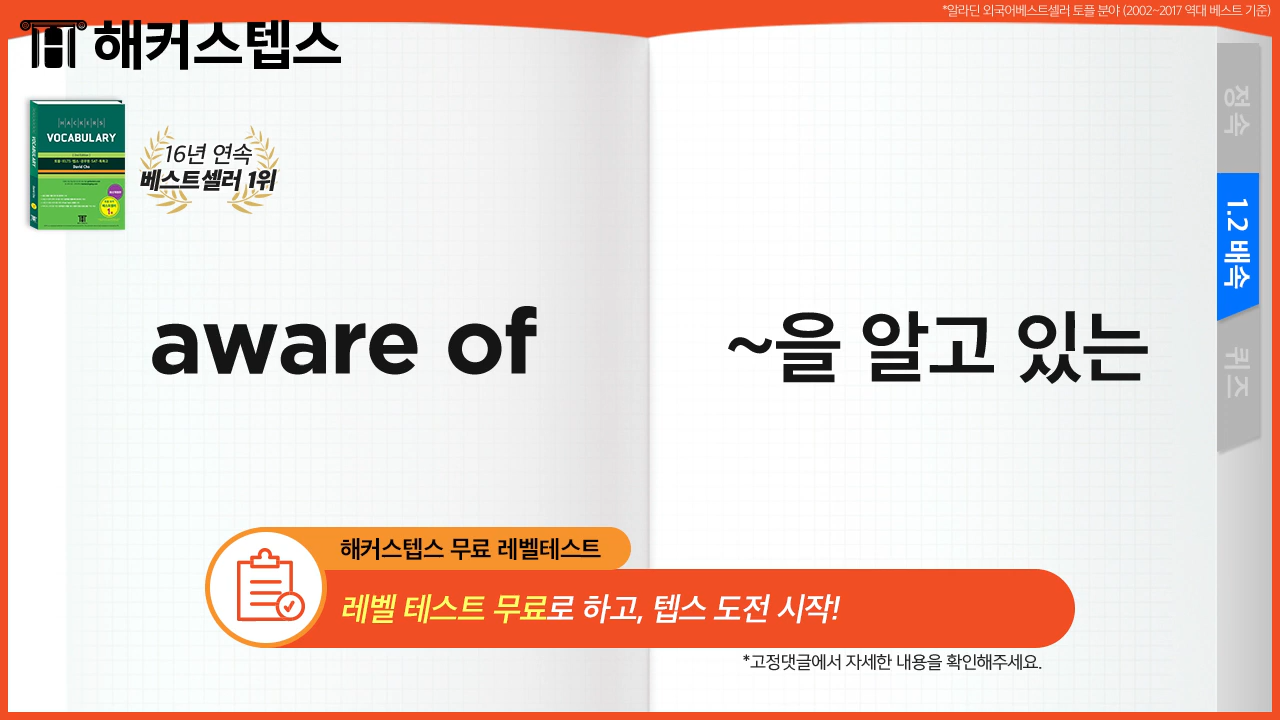 *알라딘 외국어베스트셀러 토플 분야 (2002~2017 역대 베스트 기준)
해커스텝스
HACKERS
VOCABULARY
16년 연속
베스트셀러 1위
정속
1.2 배속
퀴즈
aware of
~을 알고 있는
해커스텝스 무료 레벨테스트
레벨 테스트 무료로 하고, 텝스 도전 시작!
*고정댓글에서 자세한 내용을 확인해주세요.